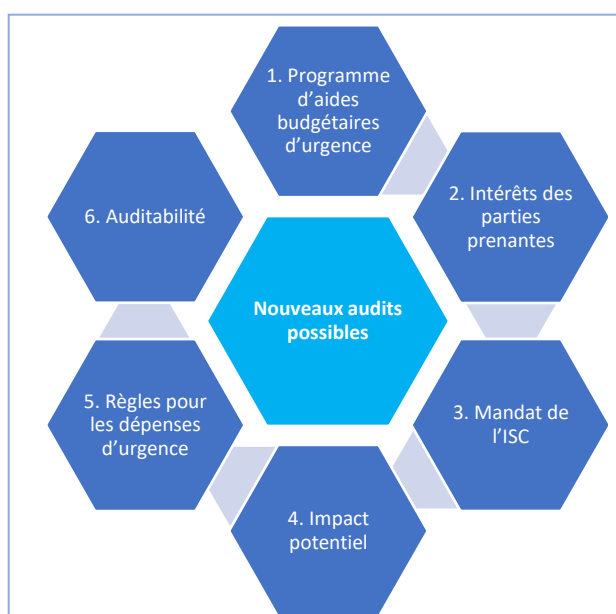 1. Programme
d’aides
budgétaires
d’urgence
2. Intérêts des
parties
prenantes
3. Mandat de
l’ISC
4. Impact
potentiel
5. Règles pour
les dépenses
d’urgence
6. Auditabilité
Nouveaux audits
possibles